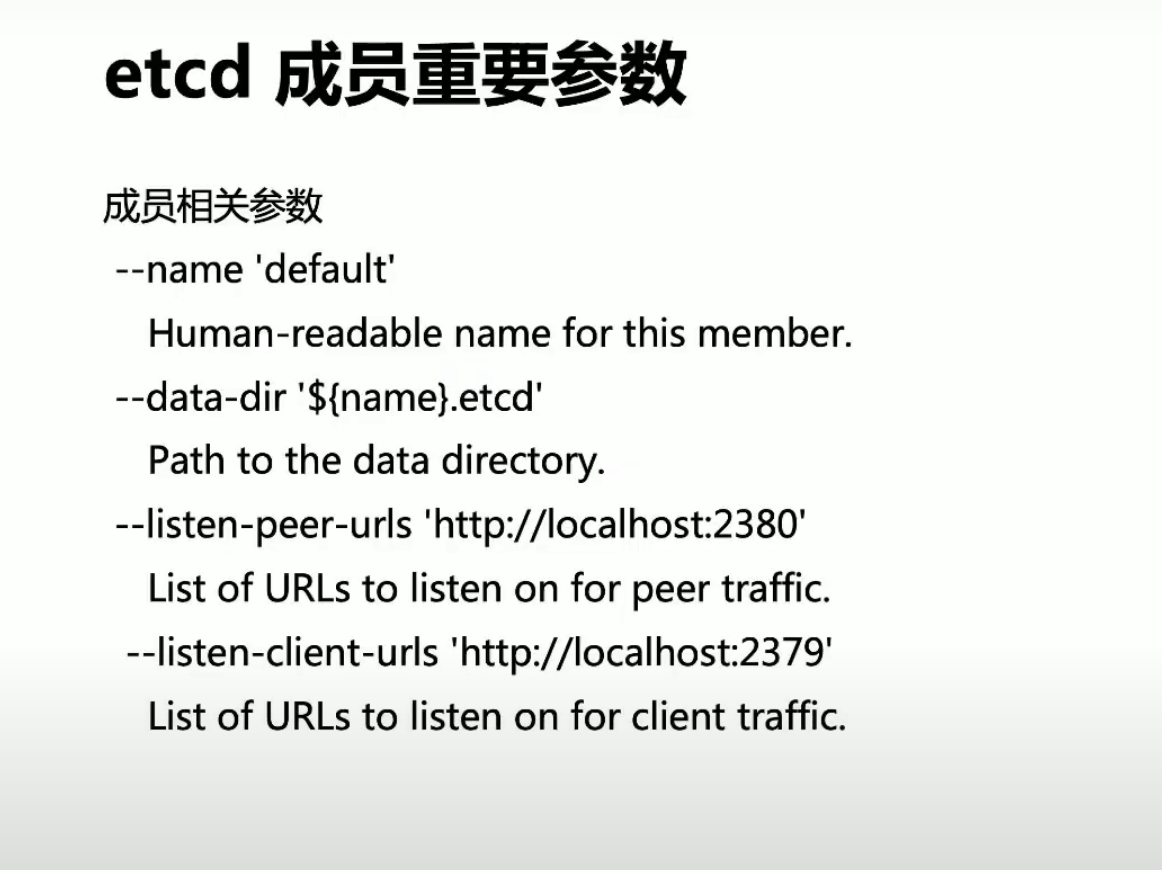 etcd 成员重要参数
成员相关参数
--name 'default'
Human-readable name for this member.
--data-dir '${name}.etcd'
Path to the data directory.
--listen-peer-urls 'http://localhost:2380'
List of URLs to listen on for peer traffic.
--listen-client-urls 'http://localhost:2379'
List of URLs to listen on for client traffic.